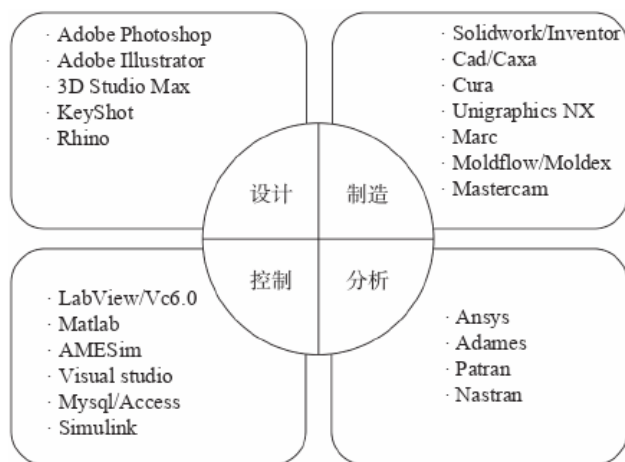 · Adobe Photoshop
· Adobe Illustrator
· 3D Studio Max
· KeyShot
· Rhino
· Solidwork/Inventor
· Cad/Caxa
· Cura
· Unigraphics NX
· Marc
· Moldflow/Moldex
· Mastercam
设计
制造
控制
分析
· LabView/Vc6.0
· Matlab
· AMESim
· Visual studio
· Mysql/Access
· Simulink
· Ansys
· Adames
· Patran
· Nastran